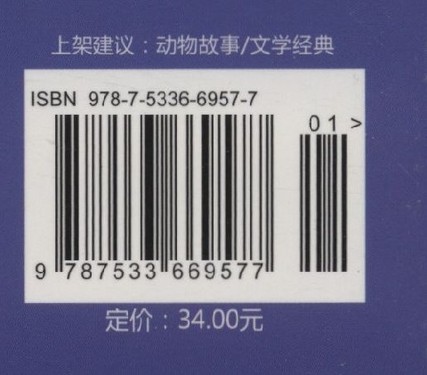 上架建议：动物故事/文学经典
ISBN 978-7-5336-6957-7
01 >
9 787533 669577
定价：34.00元